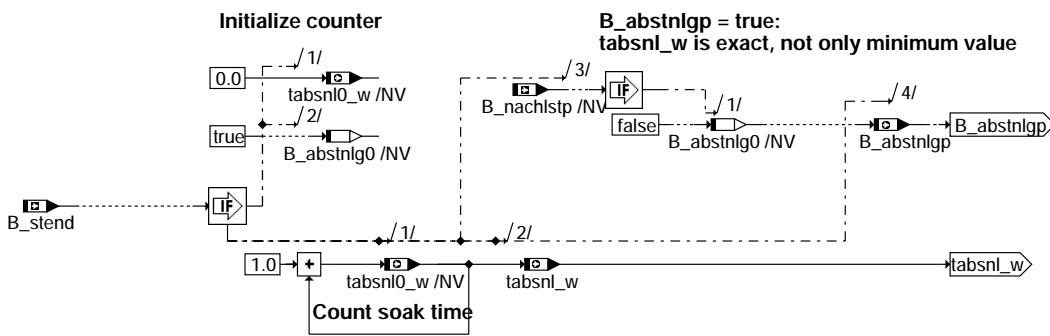 Initialize counter
B_abstnlgp = true:
tabsnl_w is exact, not only minimum value
1/
3/
0.0
tabsnl0_w /NV
IF
B_nachlstp /NV
4/
2/
1/
true
B_abstnlg0 /NV
false
B_abstnlg0 /NV
B_abstnlgp
B_abstnlgp
B_stend
IF
1/
2/
1.0
+
tabsnl0_w /NV
tabsnl_w
tabsnl_w
Count soak time